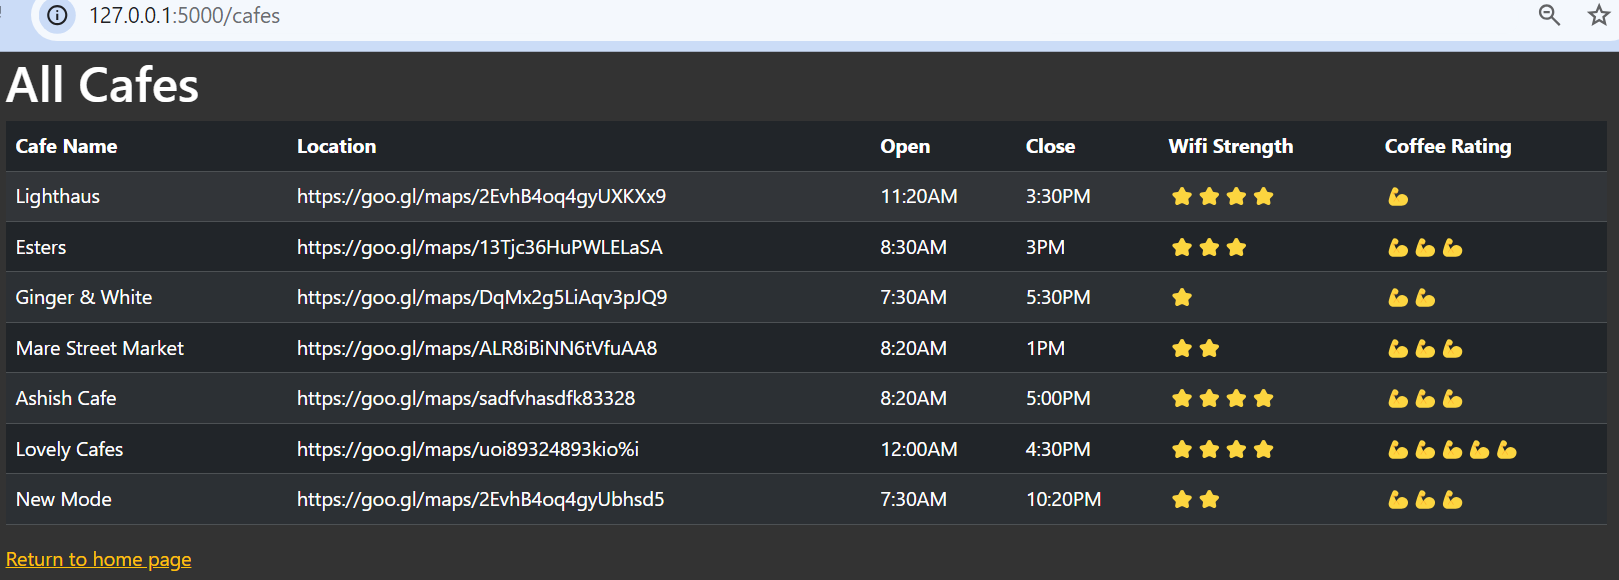 127.0.0.1:5000/cafes
All Cafes
Cafe Name Location Open Close Wifi Strength Coffee Rating
Lighthaus https://goo.gl/maps/2EvhB4oq4gyUXKXx9 11:20AM 3:30PM ⭐⭐⭐⭐ 💪
Esters https://goo.gl/maps/13Tjc36HuPWLELaSA 8:30AM 3PM ⭐⭐⭐ 💪💪💪
Ginger & White https://goo.gl/maps/DqMx2g5LiAqv3pJQ9 7:30AM 5:30PM ⭐ 💪💪
Mare Street Market https://goo.gl/maps/ALR8iBiNN6tVfuAA8 8:20AM 1PM ⭐⭐ 💪💪💪
Ashish Cafe https://goo.gl/maps/sadfvhasdfk83328 8:20AM 5:00PM ⭐⭐⭐⭐ 💪💪💪
Lovely Cafes https://goo.gl/maps/uoi89324893kio%i 12:00AM 4:30PM ⭐⭐⭐⭐ 💪💪💪💪💪
New Mode https://goo.gl/maps/2EvhB4oq4gyUbhsd5 7:30AM 10:20PM ⭐⭐ 💪💪💪
Return to home page